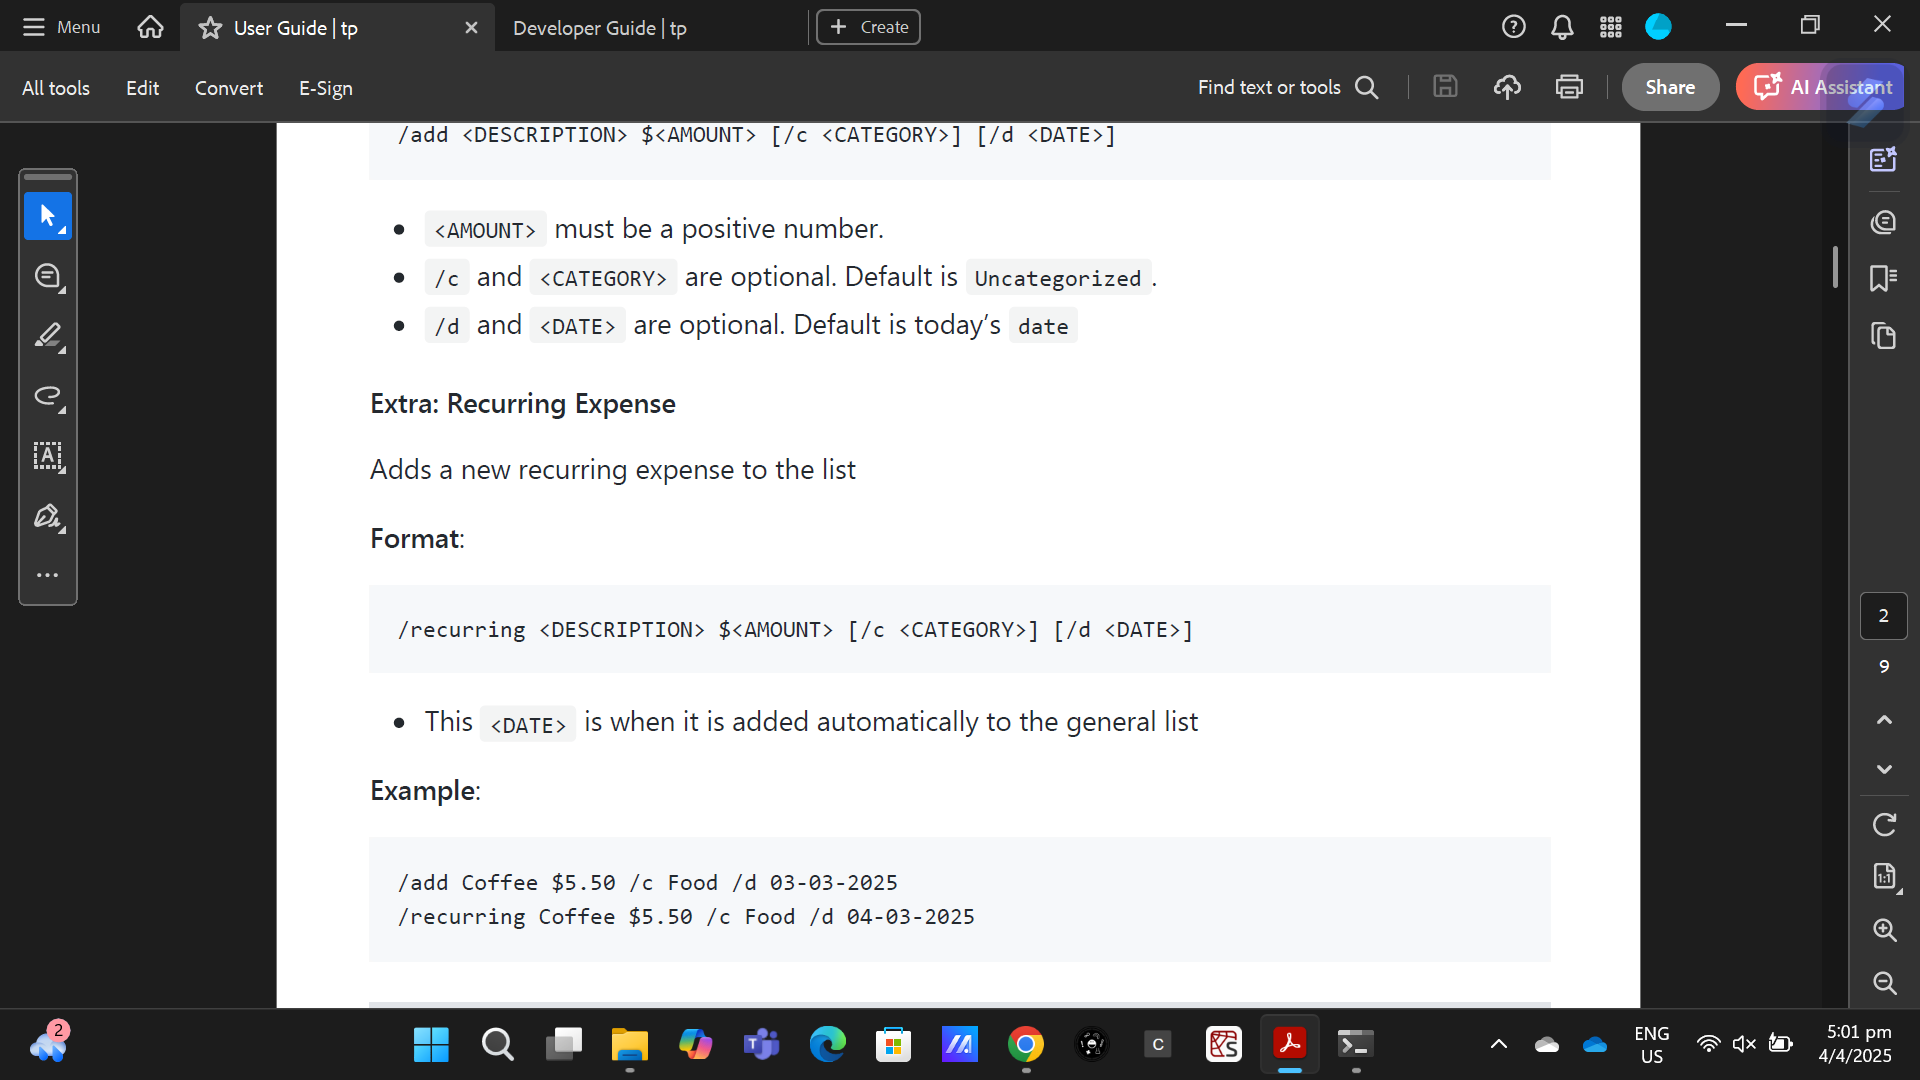 Menu
User Guide | tp
Developer Guide | tp
Create
All tools
Edit
Convert
E-Sign
Find text or tools
Share
AI Assistant
/add <DESCRIPTION> $<AMOUNT> [/c <CATEGORY>] [/d <DATE>]
<AMOUNT> must be a positive number.
/c and <CATEGORY> are optional. Default is Uncategorized.
/d and <DATE> are optional. Default is today’s date
Extra: Recurring Expense
Adds a new recurring expense to the list
Format:
/recurring <DESCRIPTION> $<AMOUNT> [/c <CATEGORY>] [/d <DATE>]
This <DATE> is when it is added automatically to the general list
Example:
/add Coffee $5.50 /c Food /d 03-03-2025
/recurring Coffee $5.50 /c Food /d 04-03-2025
2
9
1:1
2
C
ENG
US
5:01 pm
4/4/2025